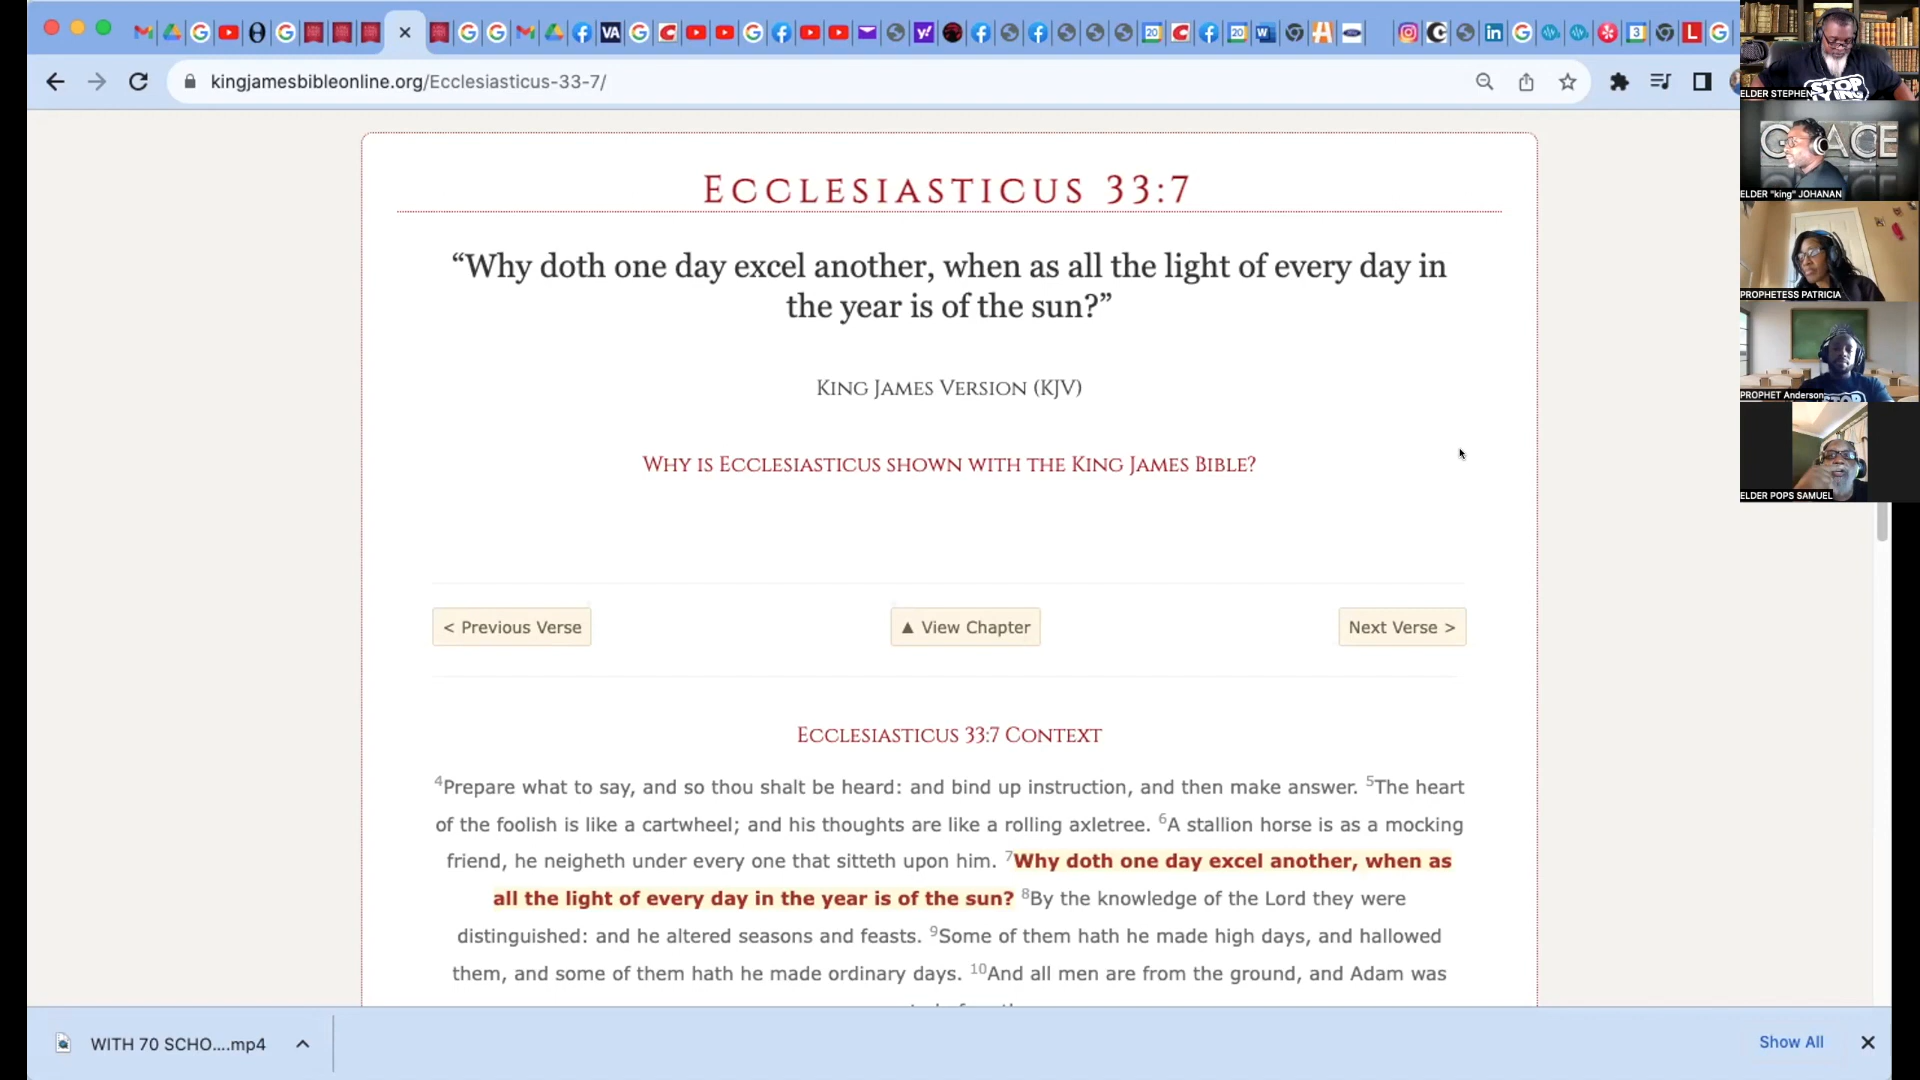 kingjamesbibleonline.org/Ecclesiasticus-33-7/
ECCLESIASTICUS 33:7
“Why doth one day excel another, when as all the light of every day in
the year is of the sun?”
KING JAMES VERSION (KJV)
WHY IS ECCLESIASTICUS SHOWN WITH THE KING JAMES BIBLE?
< Previous Verse
▲ View Chapter
Next Verse >
ECCLESIASTICUS 33:7 CONTEXT
4Prepare what to say, and so thou shalt be heard: and bind up instruction, and then make answer. 5The heart
of the foolish is like a cartwheel; and his thoughts are like a rolling axletree. 6A stallion horse is as a mocking
friend, he neigheth under every one that sitteth upon him. 7Why doth one day excel another, when as
all the light of every day in the year is of the sun? 8By the knowledge of the Lord they were
distinguished: and he altered seasons and feasts. 9Some of them hath he made high days, and hallowed
them, and some of them hath he made ordinary days. 10And all men are from the ground, and Adam was
WITH 70 SCHO....mp4
Show All
ELDER STEPHEN
STOP
GRACE
ELDER "king" JOHANAN
PROPHETESS PATRICIA
PROPHET Anderson
ELDER POPS SAMUEL